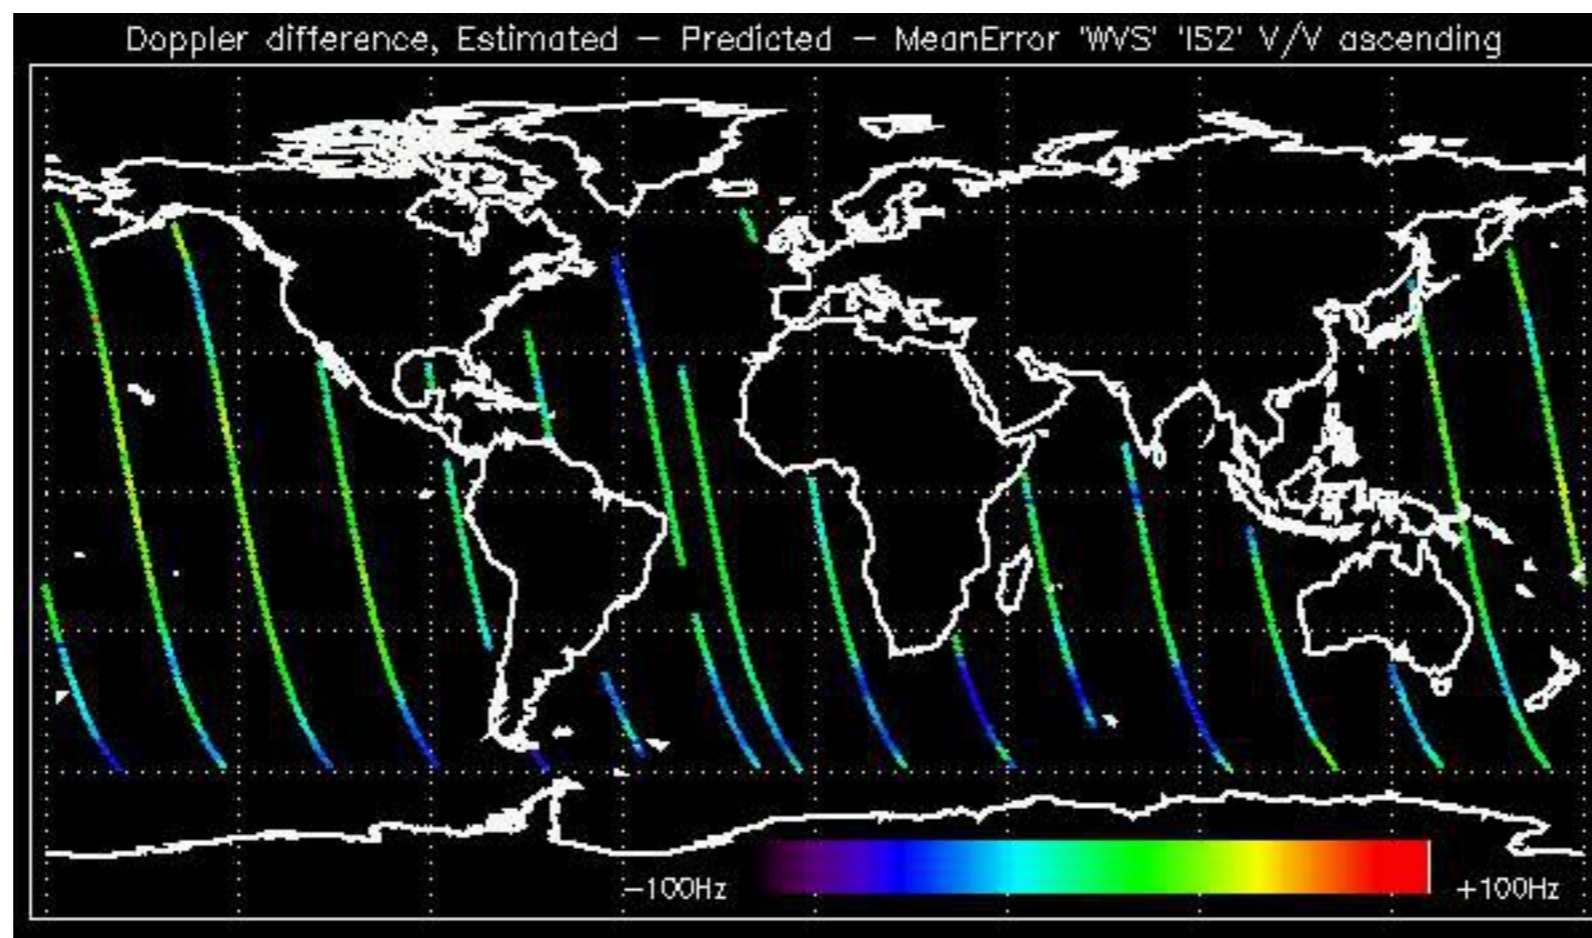 Doppler difference, Estimated − Predicted − MeanError 'WVS' 'IS2' V/V ascending
−100Hz +100Hz